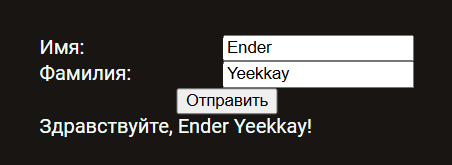 Имя: Ender
Фамилия: Yeekkay
Отправить
Здравствуйте, Ender Yeekkay!